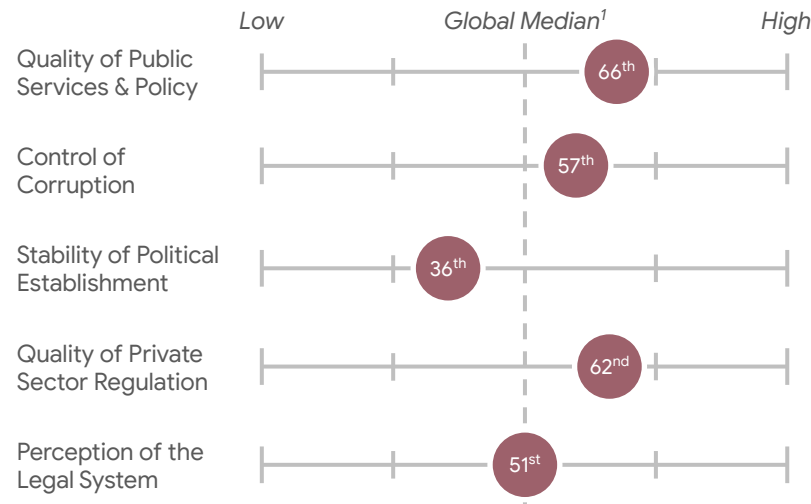 Low Global Median¹ High
Quality of Public
Services & Policy
66th
Control of
Corruption
57th
Stability of Political
Establishment
36th
Quality of Private
Sector Regulation
62nd
Perception of the
Legal System
51st